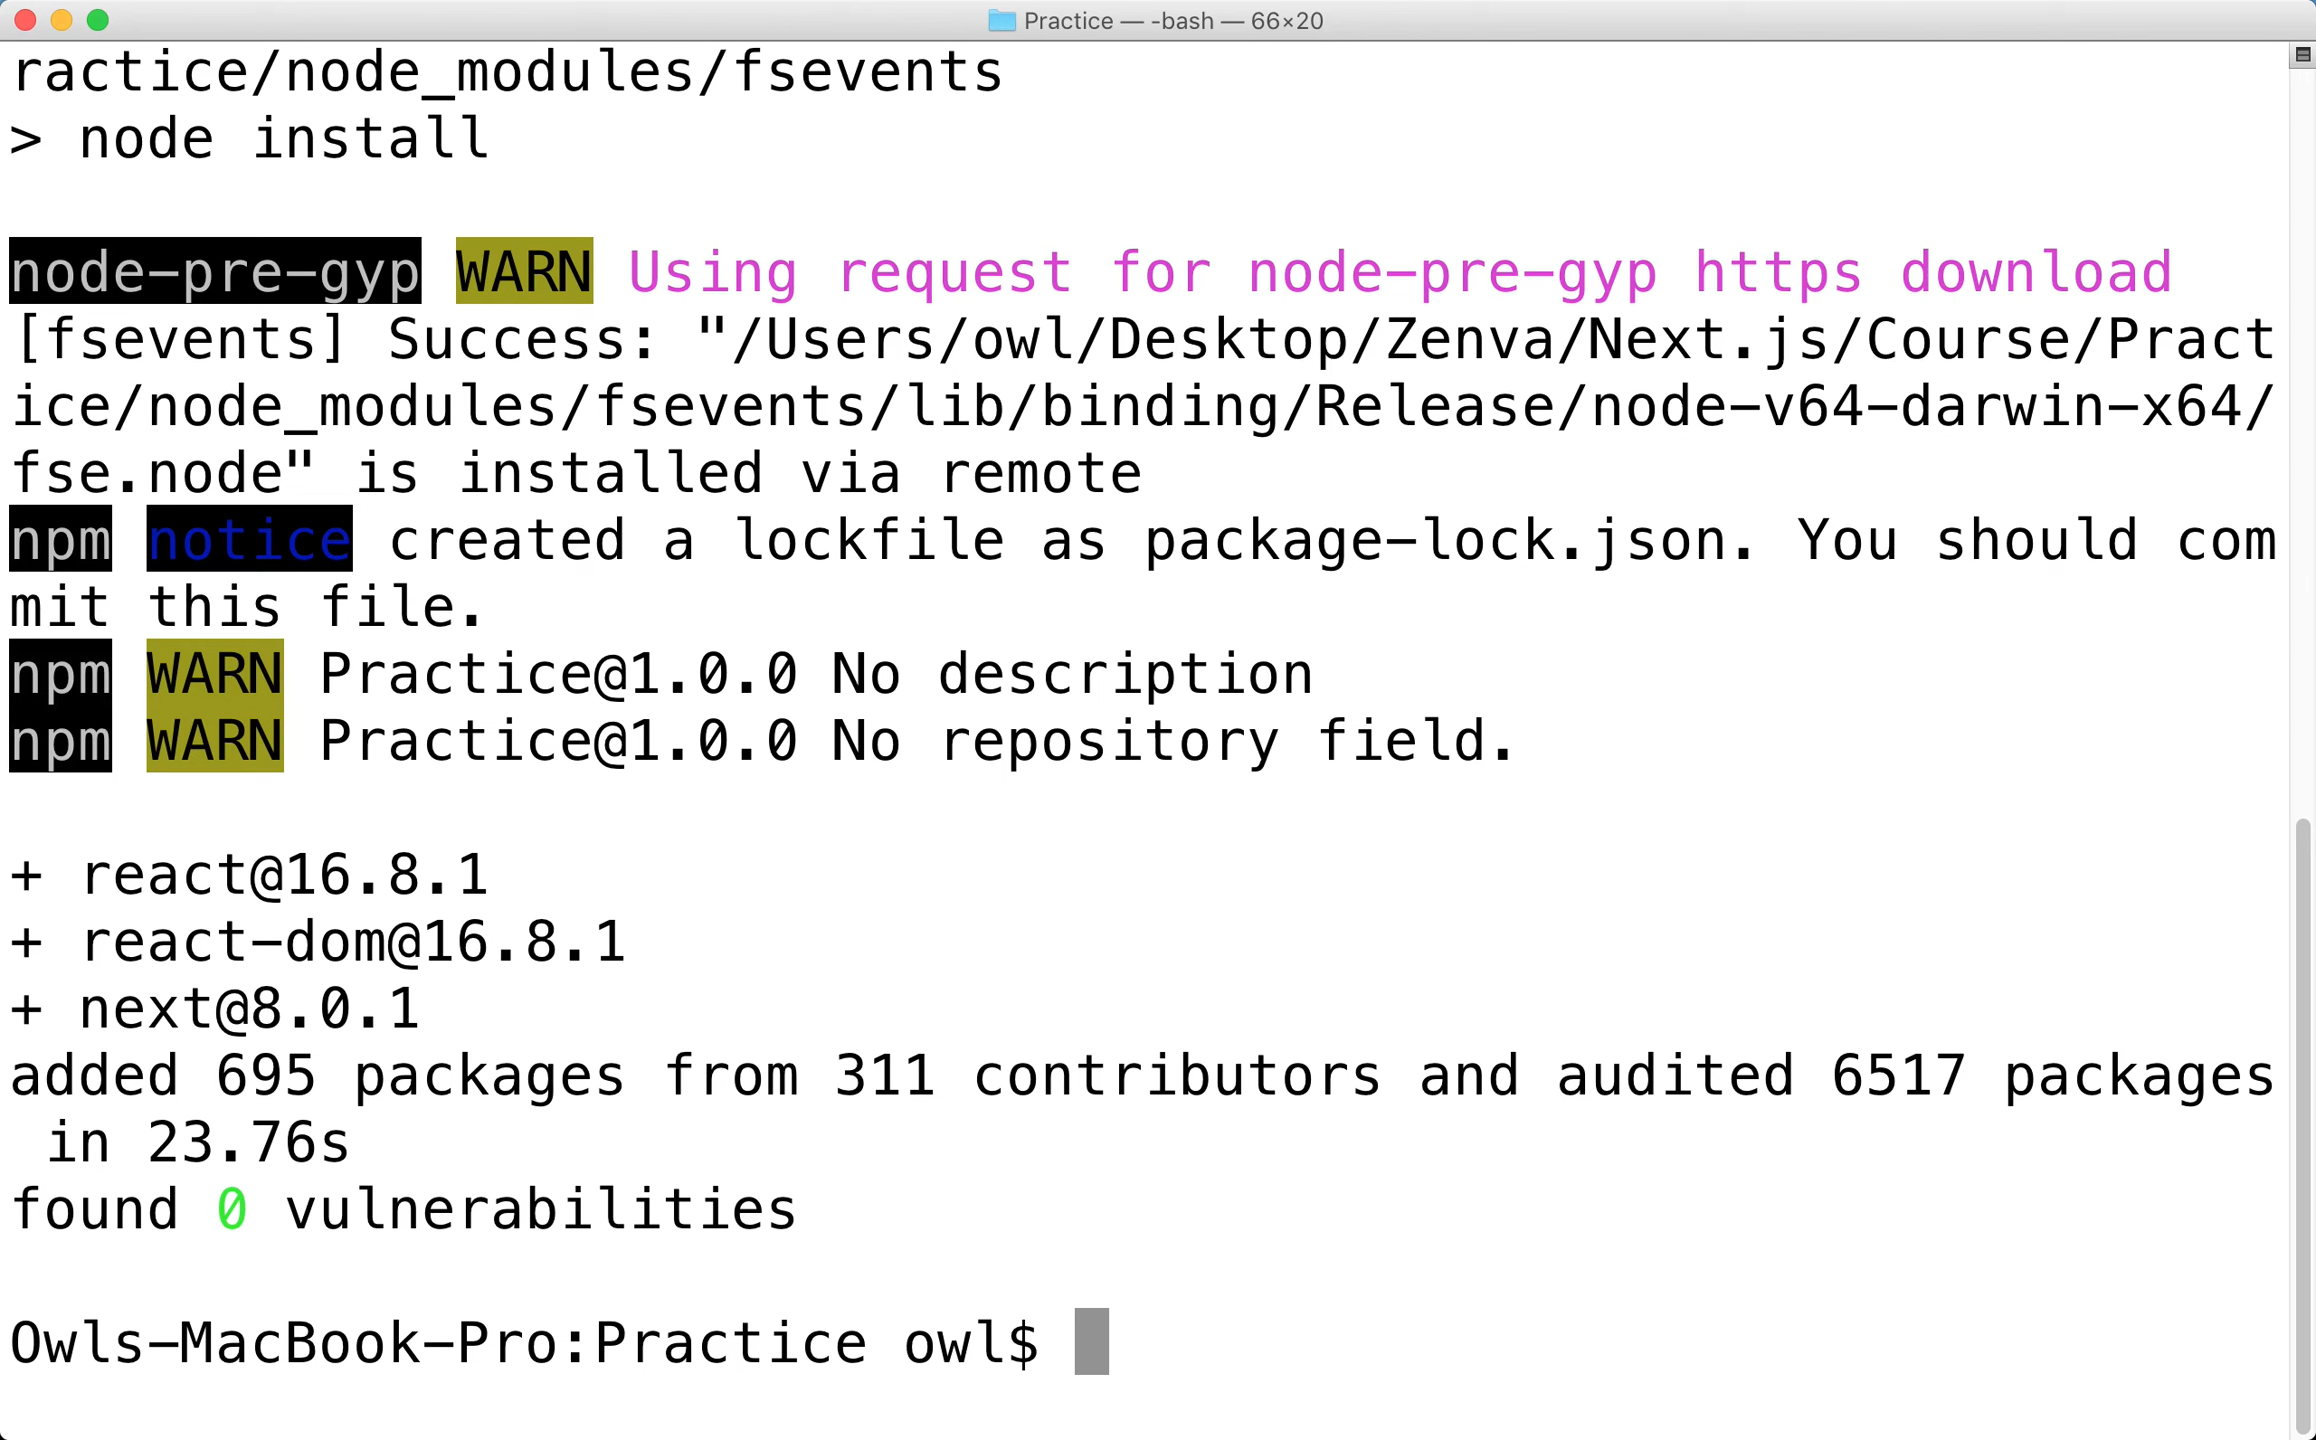 Practice — -bash — 66×20
ractice/node_modules/fsevents
> node install
node-pre-gyp WARN Using request for node-pre-gyp https download
[fsevents] Success: "/Users/owl/Desktop/Zenva/Next.js/Course/Pract
ice/node_modules/fsevents/lib/binding/Release/node-v64-darwin-x64/
fse.node" is installed via remote
npm notice created a lockfile as package-lock.json. You should com
mit this file.
npm WARN Practice@1.0.0 No description
npm WARN Practice@1.0.0 No repository field.
+ react@16.8.1
+ react-dom@16.8.1
+ next@8.0.1
added 695 packages from 311 contributors and audited 6517 packages
 in 23.76s
found 0 vulnerabilities
Owls-MacBook-Pro:Practice owl$